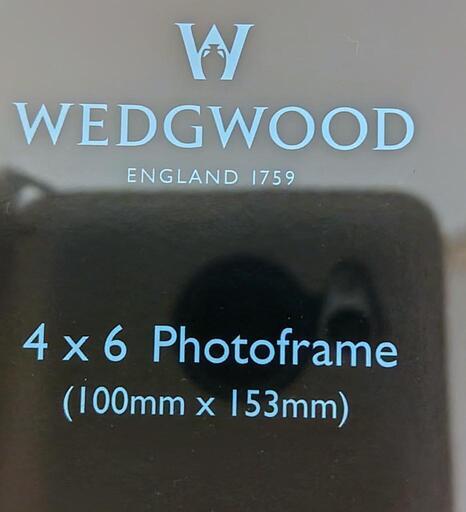 WEDGWOOD
ENGLAND 1759
4 x 6 Photoframe
(100mm x 153mm)